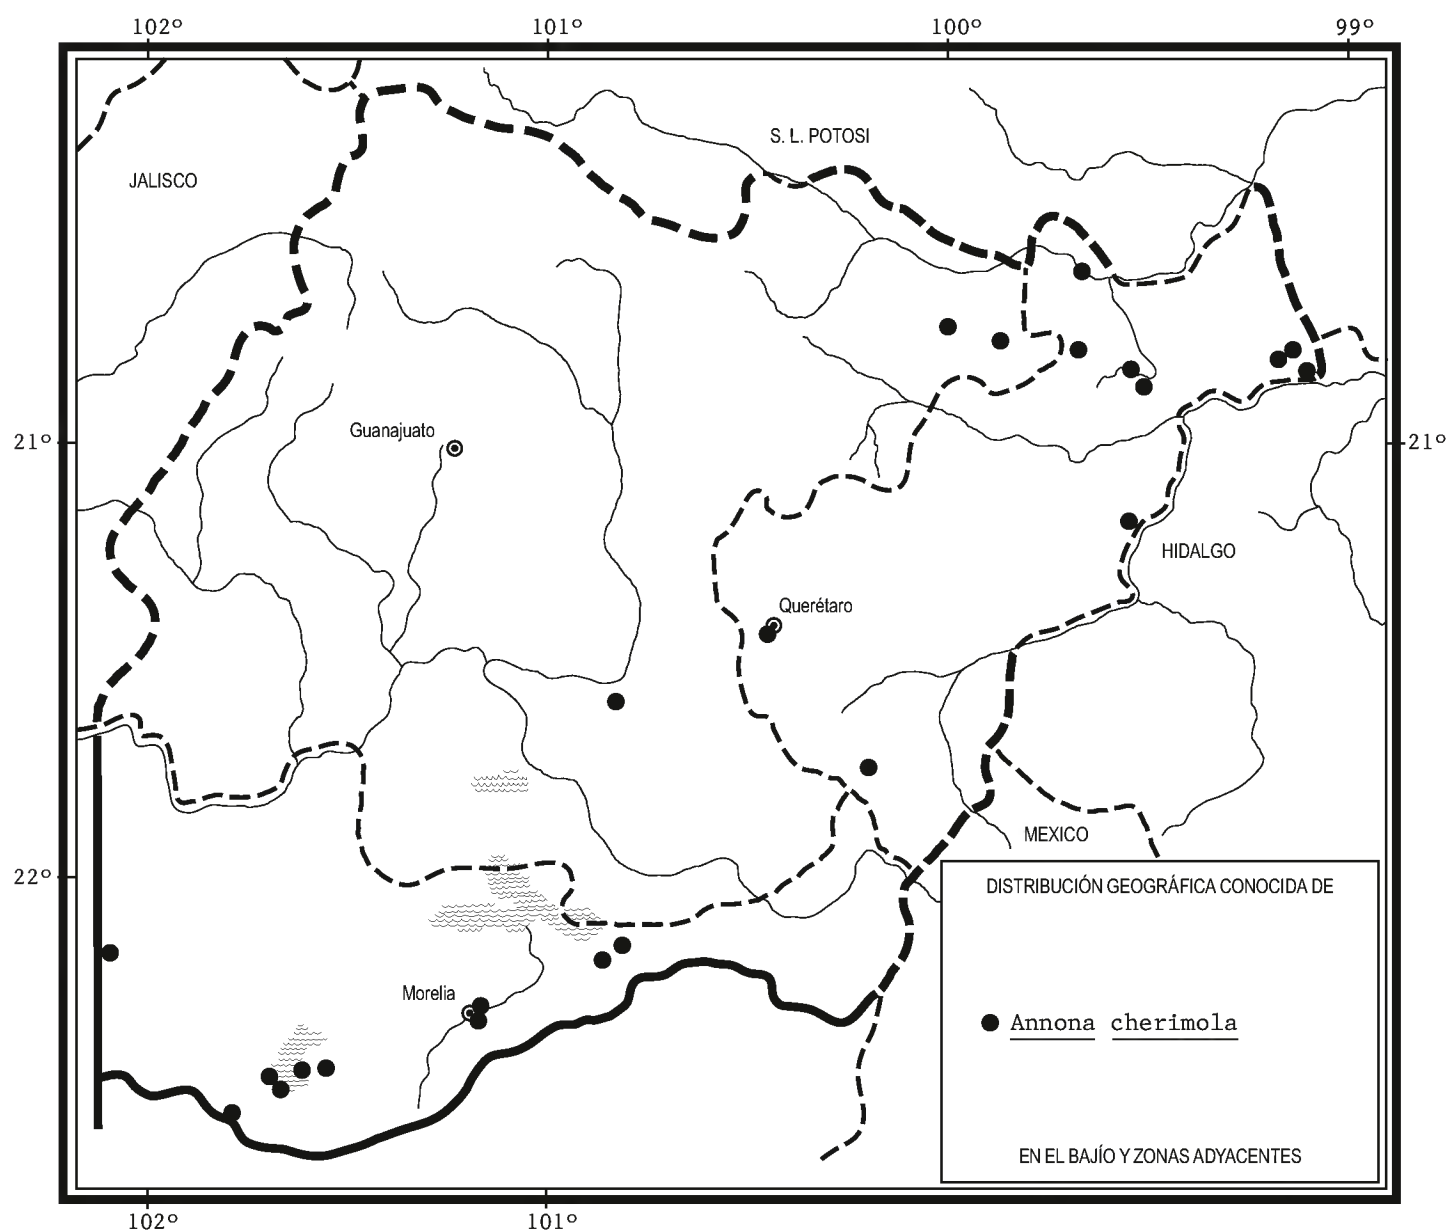 102º 101º 100º 99º
S. L. POTOSI
JALISCO
Guanajuato
21º 21º
HIDALGO
Querétaro
MEXICO
22º
DISTRIBUCIÓN GEOGRÁFICA CONOCIDA DE
Morelia
Annona cherimola
EN EL BAJÍO Y ZONAS ADYACENTES
102º 101º